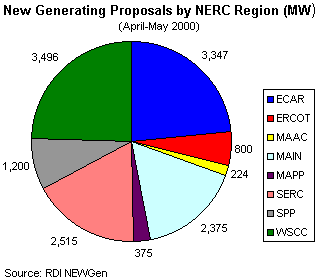 New Generating Proposals by NERC Region (MW)
(April-May 2000)
3,496
3,347
800
224
2,375
375
2,515
1,200
ECAR
ERCOT
MAAC
MAIN
MAPP
SERC
SPP
WSCC
Source: RDI NEWGen